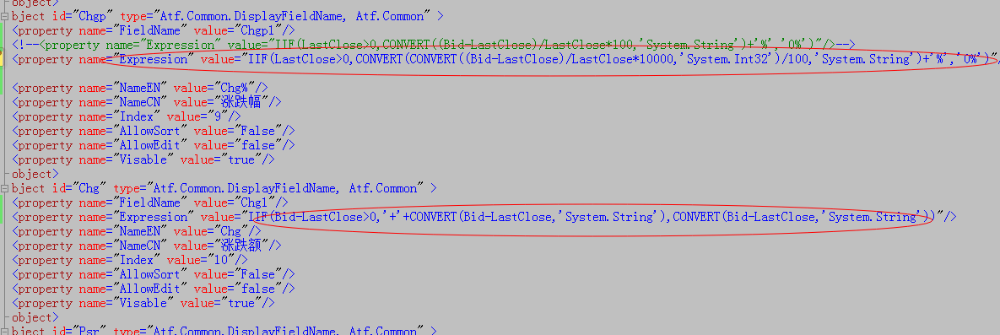 object>
bject id="Chgp" type="Atf.Common.DisplayFieldName, Atf.Common" >
<property name="FieldName" value="Chgp1"/>
<!--<property name="Expression" value="IIF(LastClose>0,CONVERT((Bid-LastClose)/LastClose*100,'System.String')+'%','0%')"/>-->
<property name="Expression" value="IIF(LastClose>0,CONVERT(CONVERT((Bid-LastClose)/LastClose*10000,'System.Int32')/100,'System.String')+'%','0%')"/
<property name="NameEN" value="Chg%"/>
<property name="NameCN" value="涨跌幅"/>
<property name="Index" value="9"/>
<property name="AllowSort" value="False"/>
<property name="AllowEdit" value="false"/>
<property name="Visable" value="true"/>
object>
bject id="Chg" type="Atf.Common.DisplayFieldName, Atf.Common" >
<property name="FieldName" value="Chg1"/>
<property name="Expression" value="IIF(Bid-LastClose>0,'+'+CONVERT(Bid-LastClose,'System.String'),CONVERT(Bid-LastClose,'System.String'))"/>
<property name="NameEN" value="Chg"/>
<property name="NameCN" value="涨跌额"/>
<property name="Index" value="10"/>
<property name="AllowSort" value="False"/>
<property name="AllowEdit" value="false"/>
<property name="Visable" value="true"/>
object>
bject id="Psr" type="Atf.Common.DisplayFieldName, Atf.Common" >